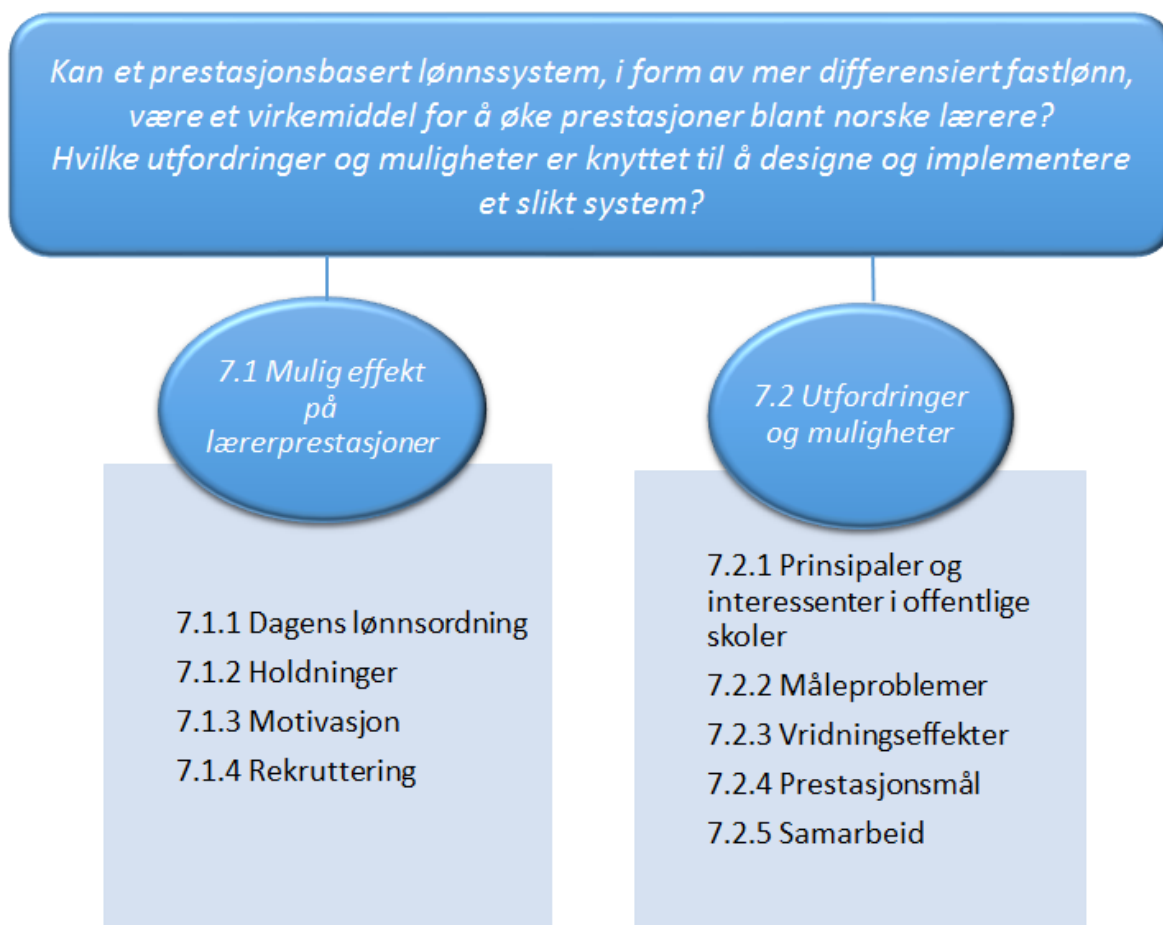 Kan et prestasjonsbasert lønnssystem, i form av mer differensiert fastlønn,
være et virkemiddel for å øke prestasjoner blant norske lærere?
Hvilke utfordringer og muligheter er knyttet til å designe og implementere
et slikt system?
7.1 Mulig effekt
på
lærerprestasjoner
7.1.1 Dagens lønnsordning
7.1.2 Holdninger
7.1.3 Motivasjon
7.1.4 Rekruttering
7.2 Utfordringer
og muligheter
7.2.1 Prinsipaler og
interessenter i offentlige
skoler
7.2.2 Måleproblemer
7.2.3 Vridningseffekter
7.2.4 Prestasjonsmål
7.2.5 Samarbeid